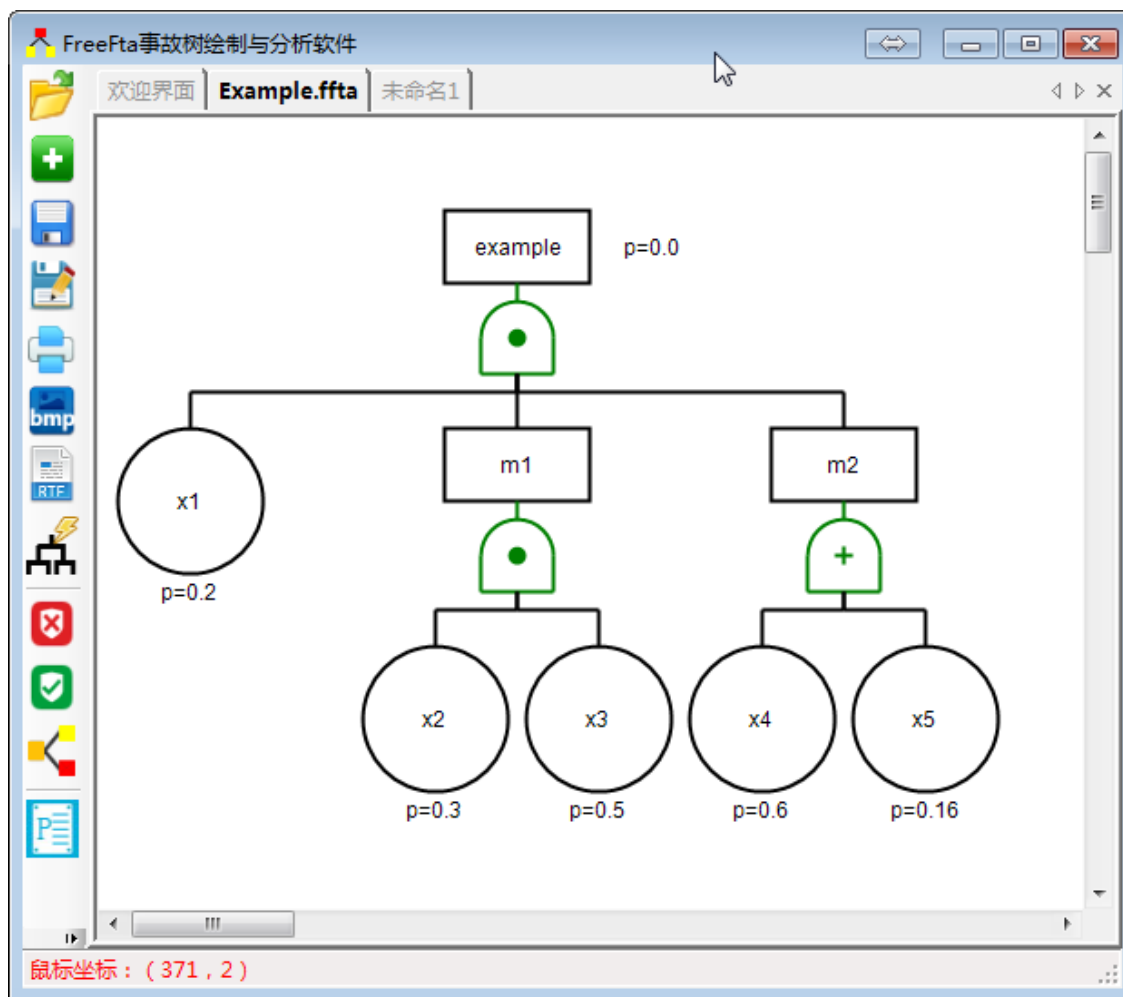 FreeFta事故树绘制与分析软件
欢迎界面 Example.ffta 未命名1
example p=0.0
m1 m2
x1
p=0.2
x2 x3 x4 x5
p=0.3 p=0.5 p=0.6 p=0.16
bmp
RTF
P
鼠标坐标：(371 , 2)